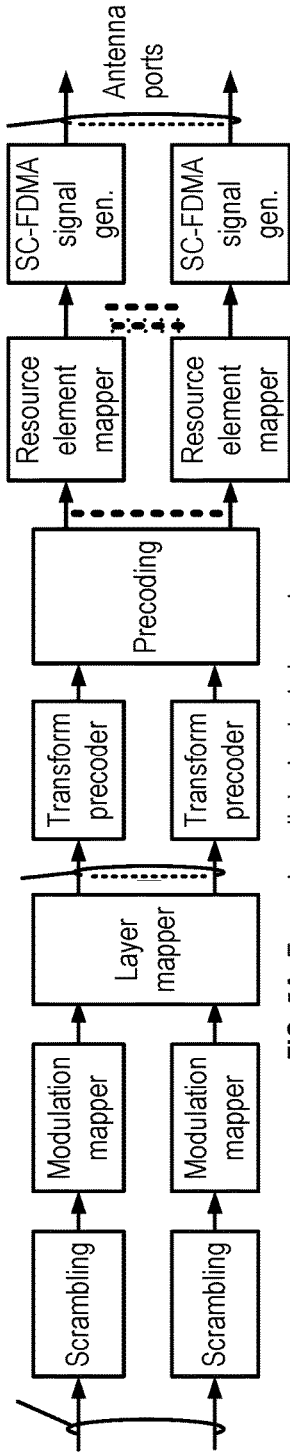 Scrambling
Modulation
mapper
Layer
mapper
Transform
precoder
Precoding
Resource
element
mapper
SC-FDMA
signal
gen.
Antenna
ports
Scrambling
Modulation
mapper
Transform
precoder
Resource
element
mapper
SC-FDMA
signal
gen.